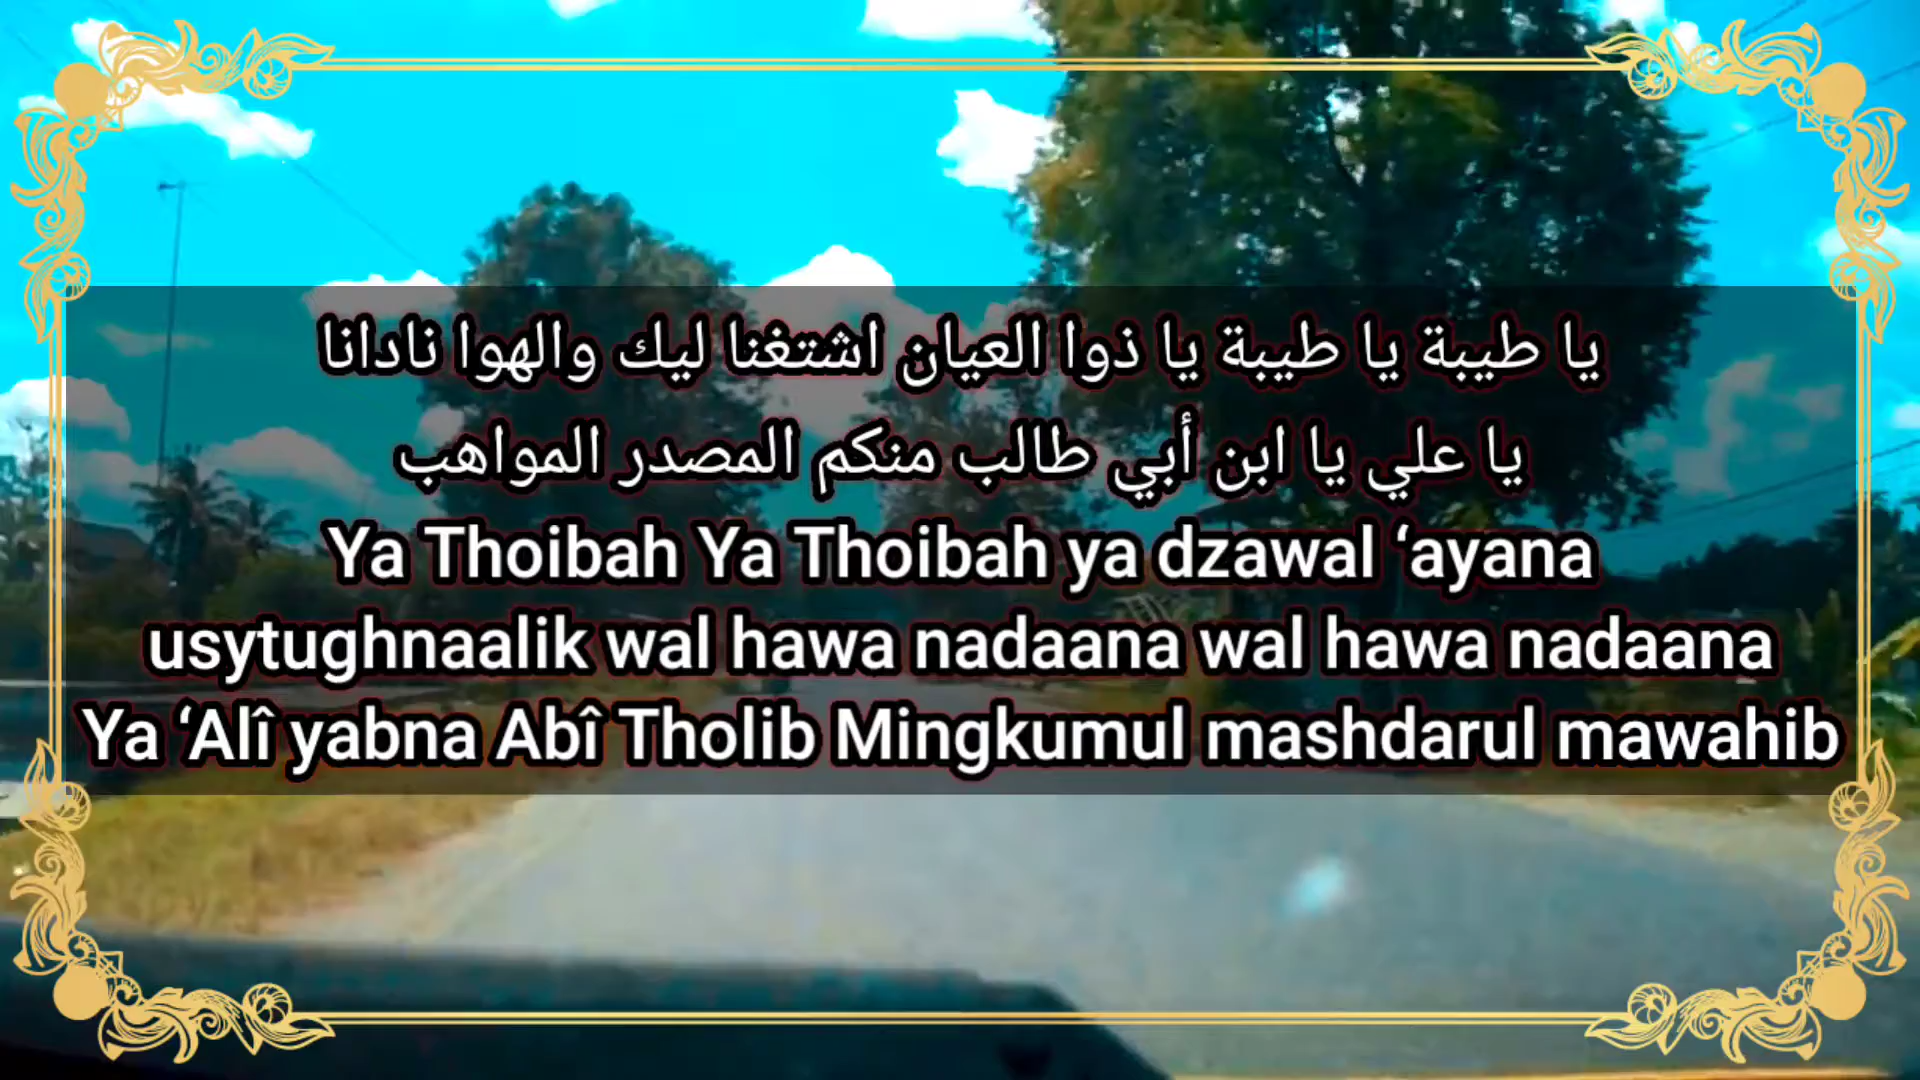 يا طيبة يا طيبة يا ذوا العيان اشتغنا ليك والهوا نادانا
يا علي يا ابن أبي طالب منكم المصدر المواهب
Ya Thoibah Ya Thoibah ya dzawal ‘ayana
usytughnaalik wal hawa nadaana wal hawa nadaana
Ya ‘Alî yabna Abî Tholib Mingkumul mashdarul mawahib